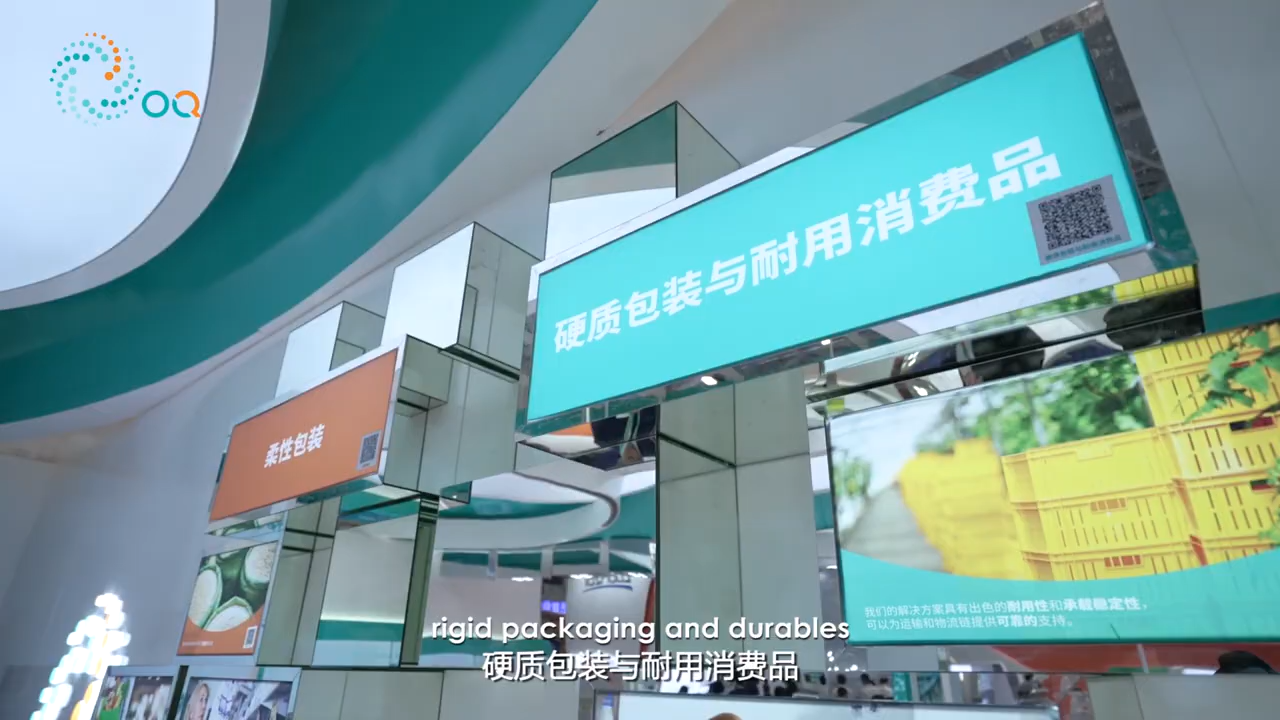 OQ
硬质包装与耐用消费品
柔性包装
我们的解决方案具有出色的耐用性和承载稳定性，
可以为运输和物流链提供可靠的支持。
rigid packaging and durables
硬质包装与耐用消费品